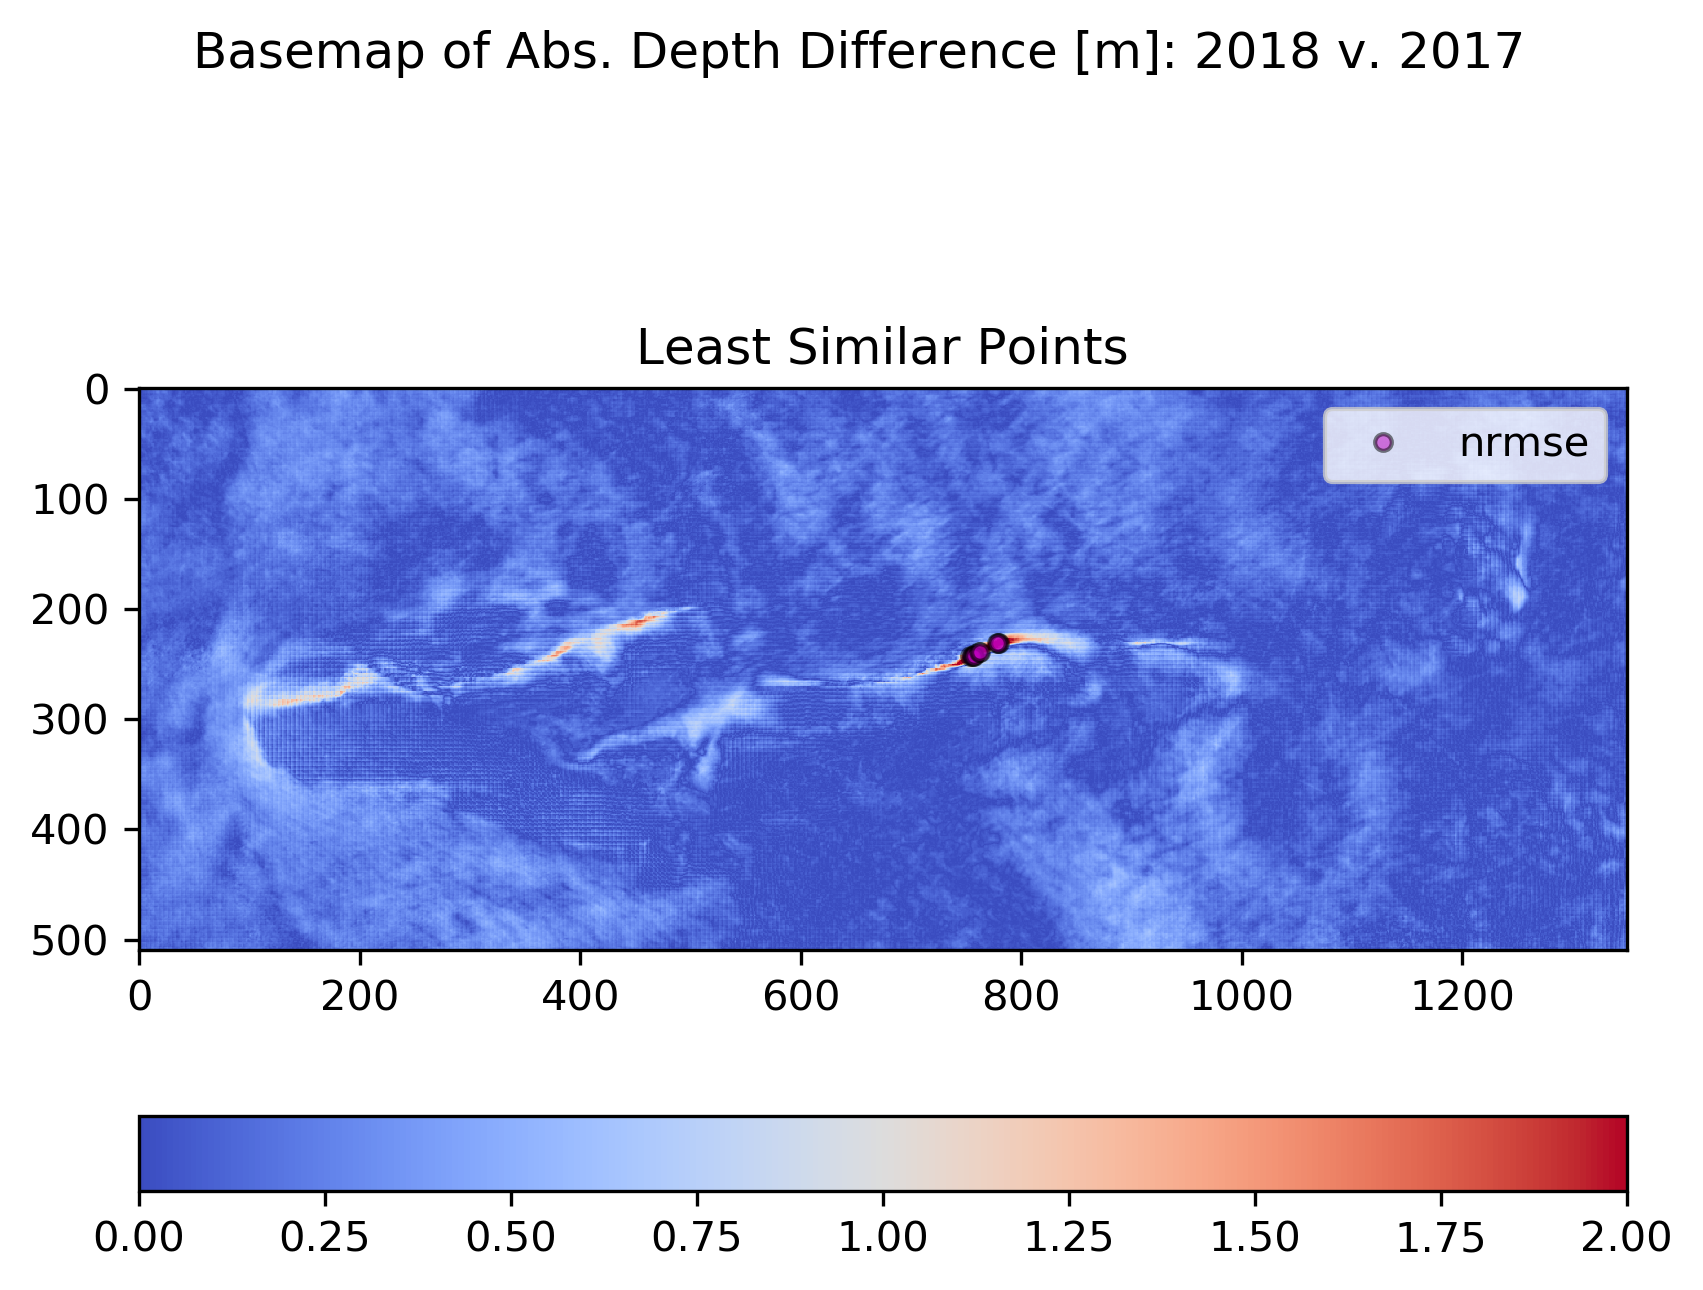 Basemap of Abs. Depth Difference [m]: 2018 v. 2017
Least Similar Points
nrmse
0
100
200
300
400
500
0 200 400 600 800 1000 1200
0.00 0.25 0.50 0.75 1.00 1.25 1.50 1.75 2.00